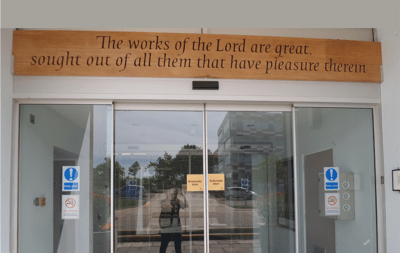 The works of the Lord are great,
sought out of all them that have pleasure therein